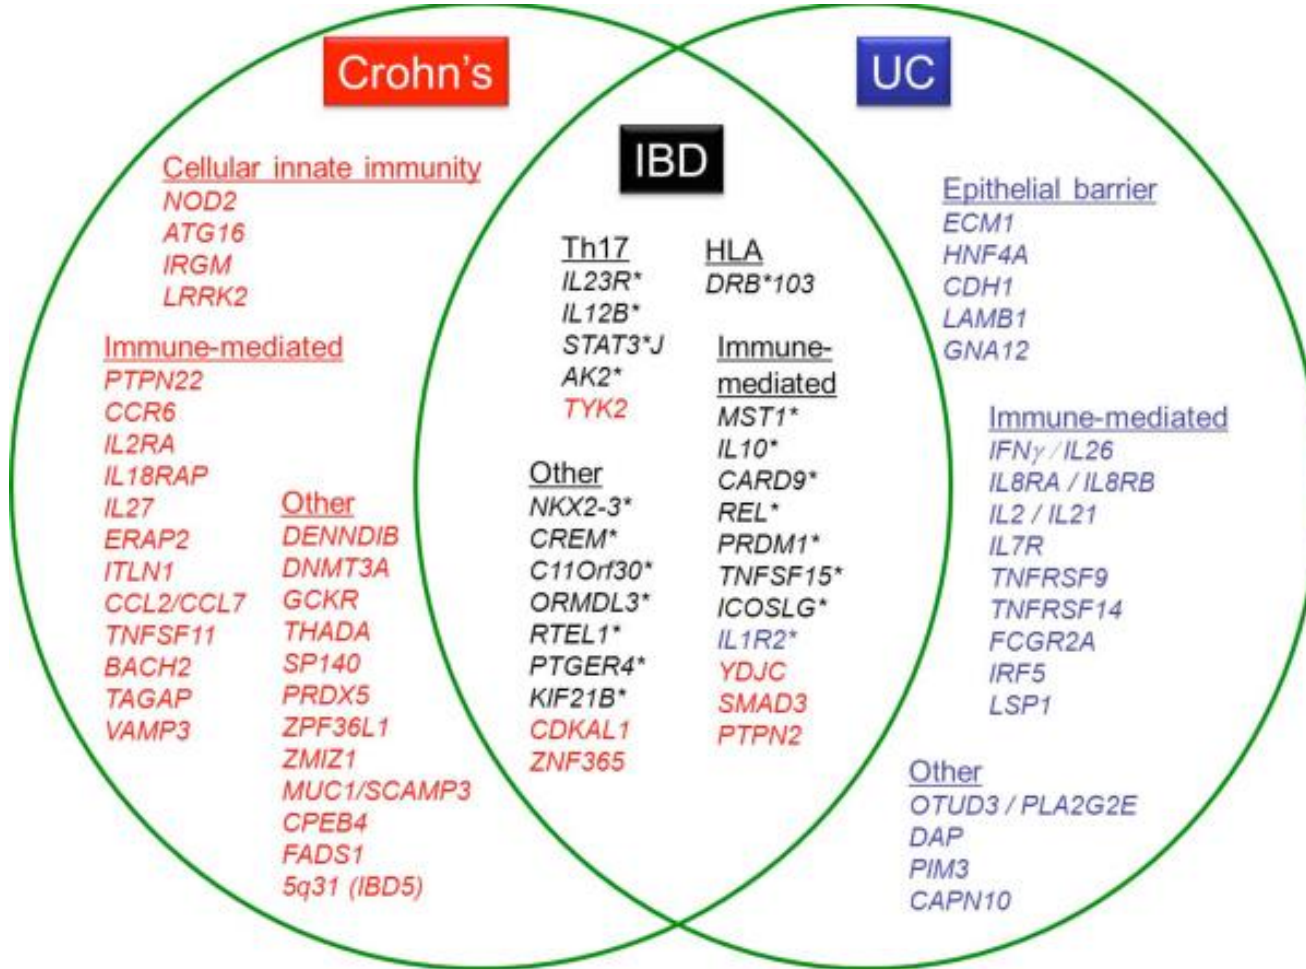 Crohn's
Cellular innate immunity
NOD2
ATG16
IRGM
LRRK2
Immune-mediated
PTPN22
CCR6
IL2RA
IL18RAP
IL27
ERAP2
ITLN1
CCL2/CCL7
TNFSF11
BACH2
TAGAP
VAMP3
Other
DENNDIB
DNMT3A
GCKR
THADA
SP140
PRDX5
ZPF36L1
ZMIZ1
MUC1/SCAMP3
CPEB4
FADS1
5q31 (IBD5)
IBD
Th17
IL23R*
IL12B*
STAT3*J
AK2*
TYK2
Other
NKX2-3*
CREM*
C11Orf30*
ORMDL3*
RTEL1*
PTGER4*
KIF21B*
CDKAL1
ZNF365
HLA
DRB*103
Immune-
mediated
MST1*
IL10*
CARD9*
REL*
PRDM1*
TNFSF15*
ICOSLG*
IL1R2*
YDJC
SMAD3
PTPN2
UC
Epithelial barrier
ECM1
HNF4A
CDH1
LAMB1
GNA12
Immune-mediated
IFNγ / IL26
IL8RA / IL8RB
IL2 / IL21
IL7R
TNFRSF9
TNFRSF14
FCGR2A
IRF5
LSP1
Other
OTUD3 / PLA2G2E
DAP
PIM3
CAPN10